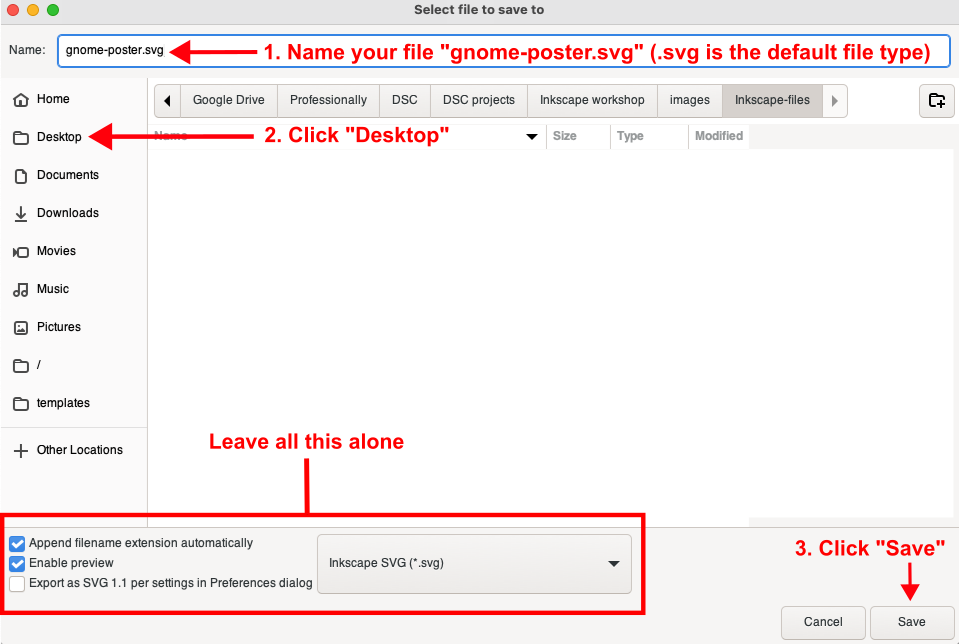 Select file to save to
Name: gnome-poster.svg 1. Name your file "gnome-poster.svg" (.svg is the default file type)
Home
Google Drive Professionally DSC DSC projects Inkscape workshop images Inkscape-files
Desktop 2. Click "Desktop"
Name Size Type Modified
Documents
Downloads
Movies
Music
Pictures
/
templates
Other Locations
Leave all this alone
Append filename extension automatically
Enable preview
Export as SVG 1.1 per settings in Preferences dialog
Inkscape SVG (*.svg)
3. Click "Save"
Cancel Save